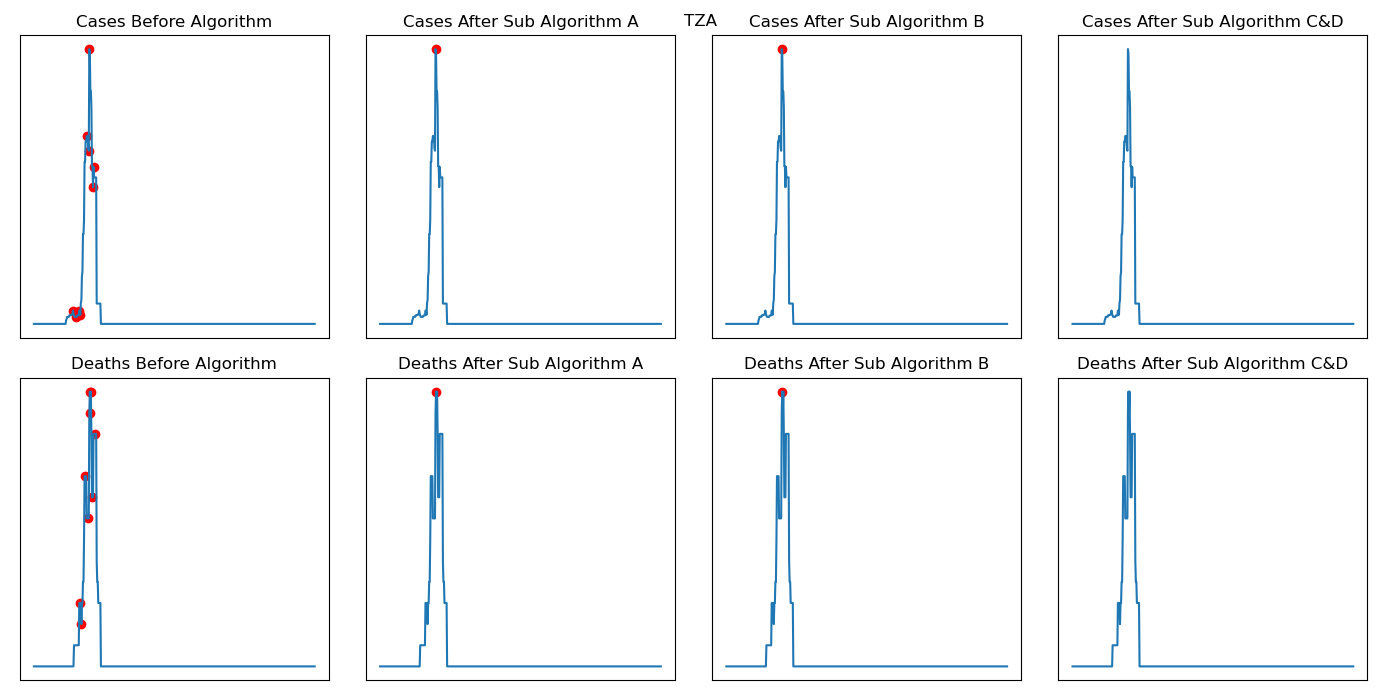 TZA
Cases Before Algorithm
Cases After Sub Algorithm A
Cases After Sub Algorithm B
Cases After Sub Algorithm C&D
Deaths Before Algorithm
Deaths After Sub Algorithm A
Deaths After Sub Algorithm B
Deaths After Sub Algorithm C&D